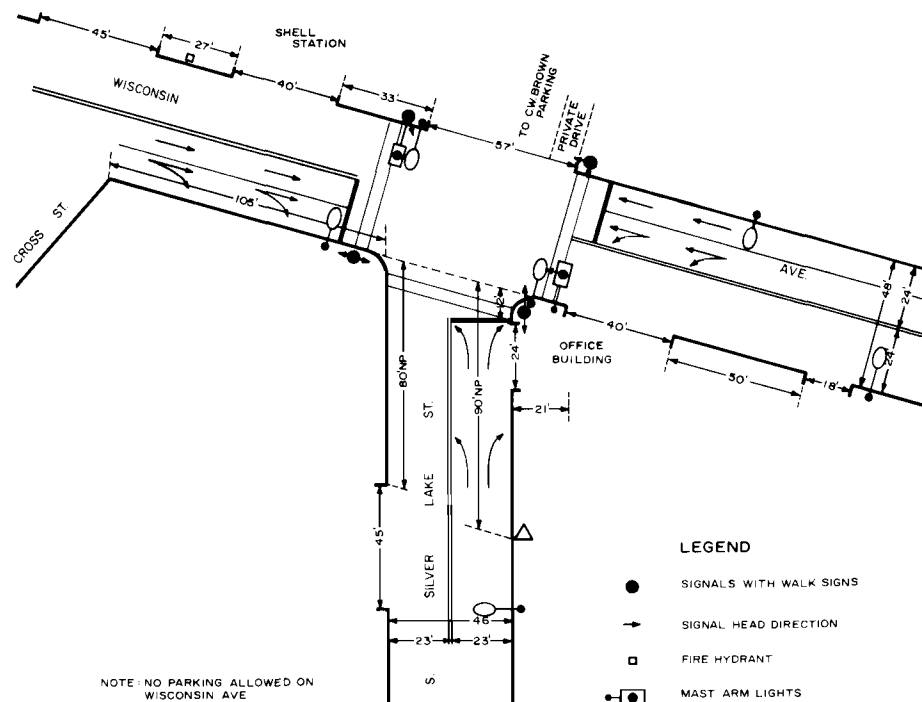 45'
27'
SHELL
STATION
40'
33'
WISCONSIN
57'
TO CW BROWN
PARKING
PRIVATE
DRIVE
105'
CROSS ST.
AVE.
48'
24'
24'
40'
OFFICE
BUILDING
50'
18'
24'
21'
80'NP
90'NP
45'
S. SILVER LAKE ST.
46'
23'
23'
NOTE: NO PARKING ALLOWED ON
WISCONSIN AVE
LEGEND
SIGNALS WITH WALK SIGNS
SIGNAL HEAD DIRECTION
FIRE HYDRANT
MAST ARM LIGHTS